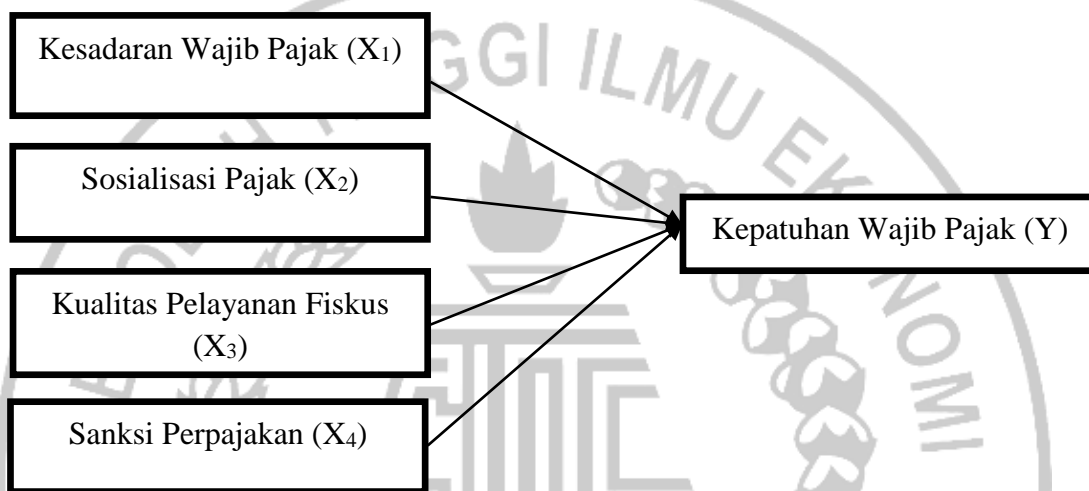 Kesadaran Wajib Pajak (X₁)
Sosialisasi Pajak (X₂)
Kualitas Pelayanan Fiskus
(X₃)
Sanksi Perpajakan (X₄)
Kepatuhan Wajib Pajak (Y)
GGI ILMU EKONOMI